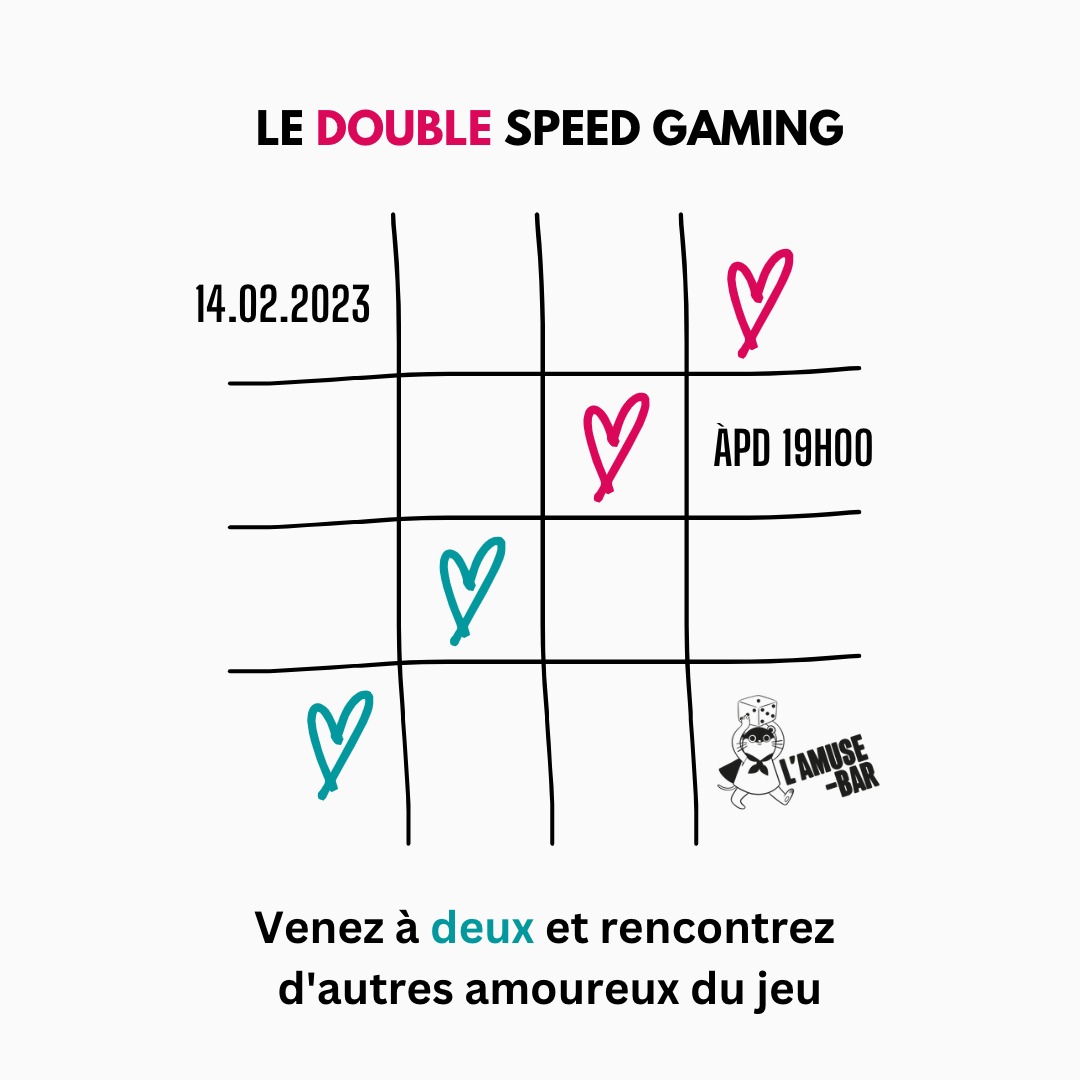 LE DOUBLE SPEED GAMING
14.02.2023
ÀPD 19H00
L'AMUSE
-BAR
Venez à deux et rencontrez
d'autres amoureux du jeu